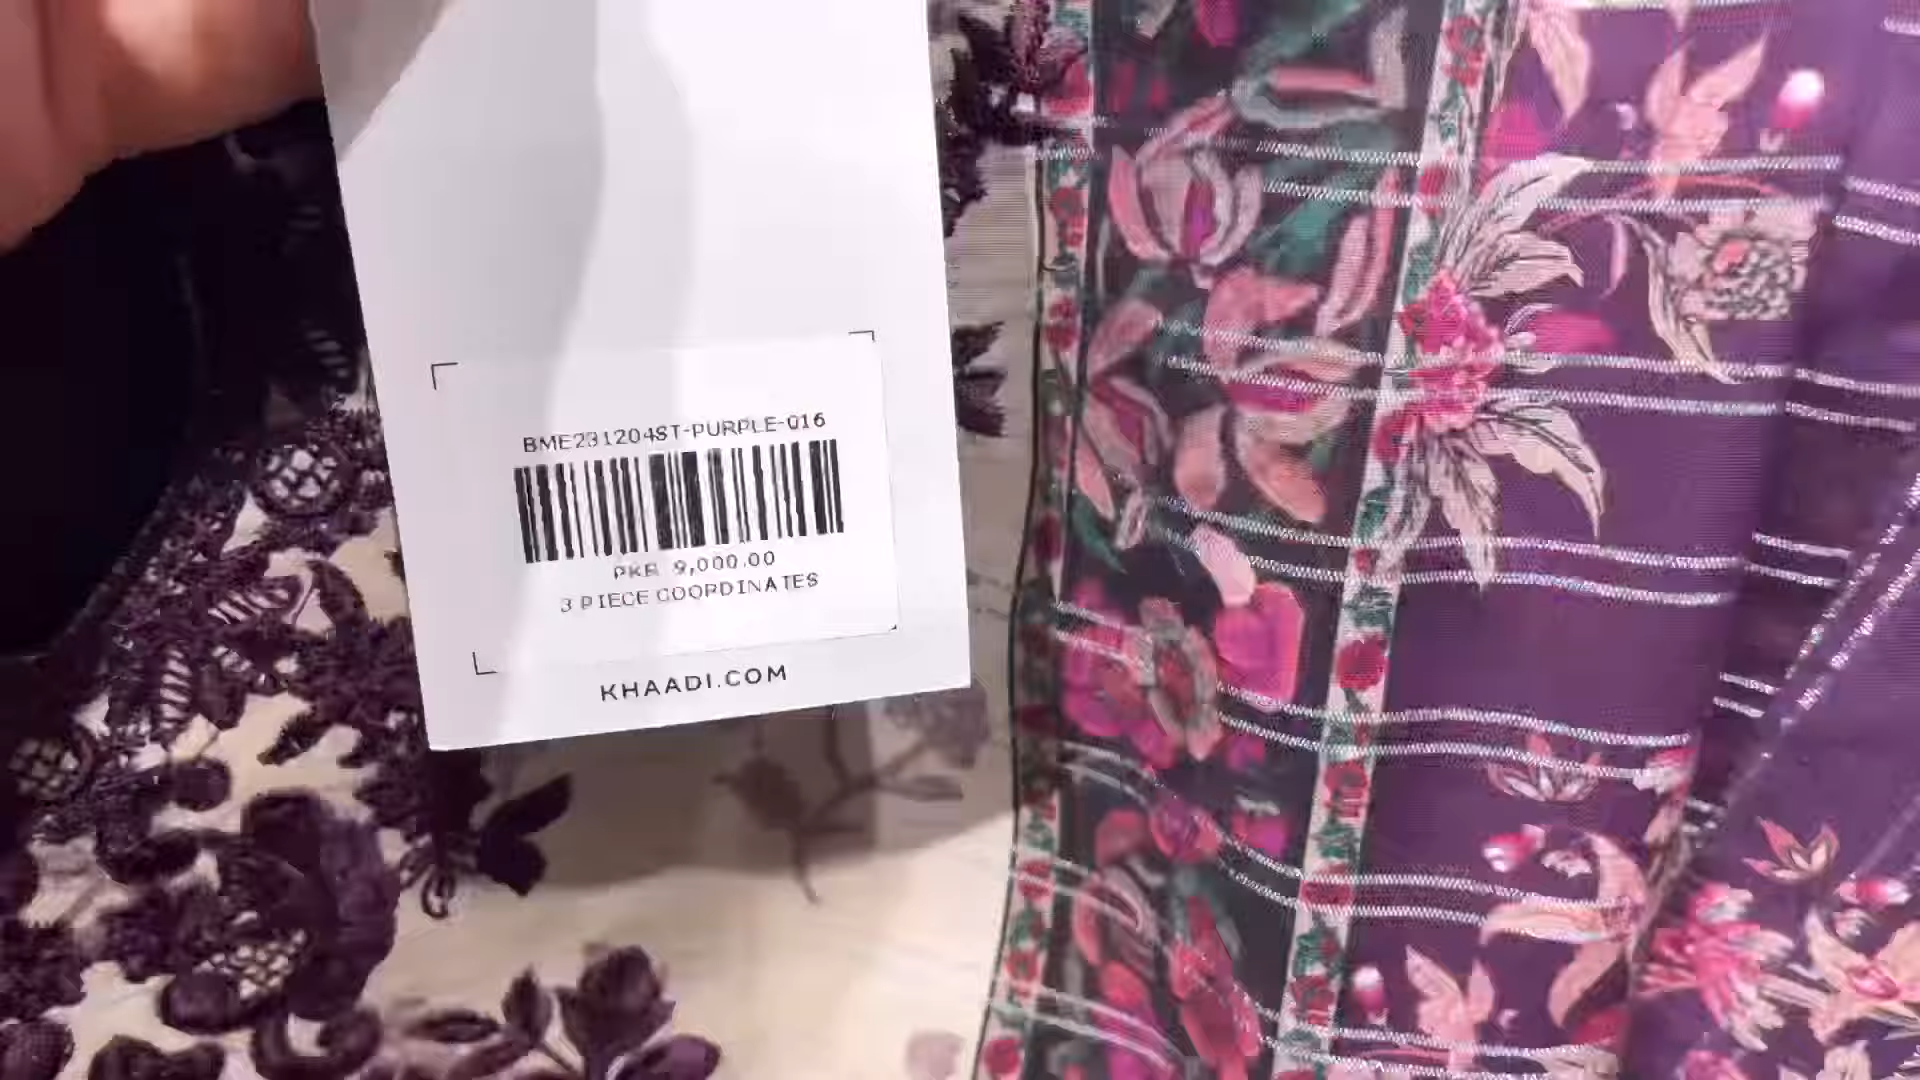 BME231204ST-PURPLE-016
PKR 9,000.00
3 PIECE COORDINATES
KHAADI.COM